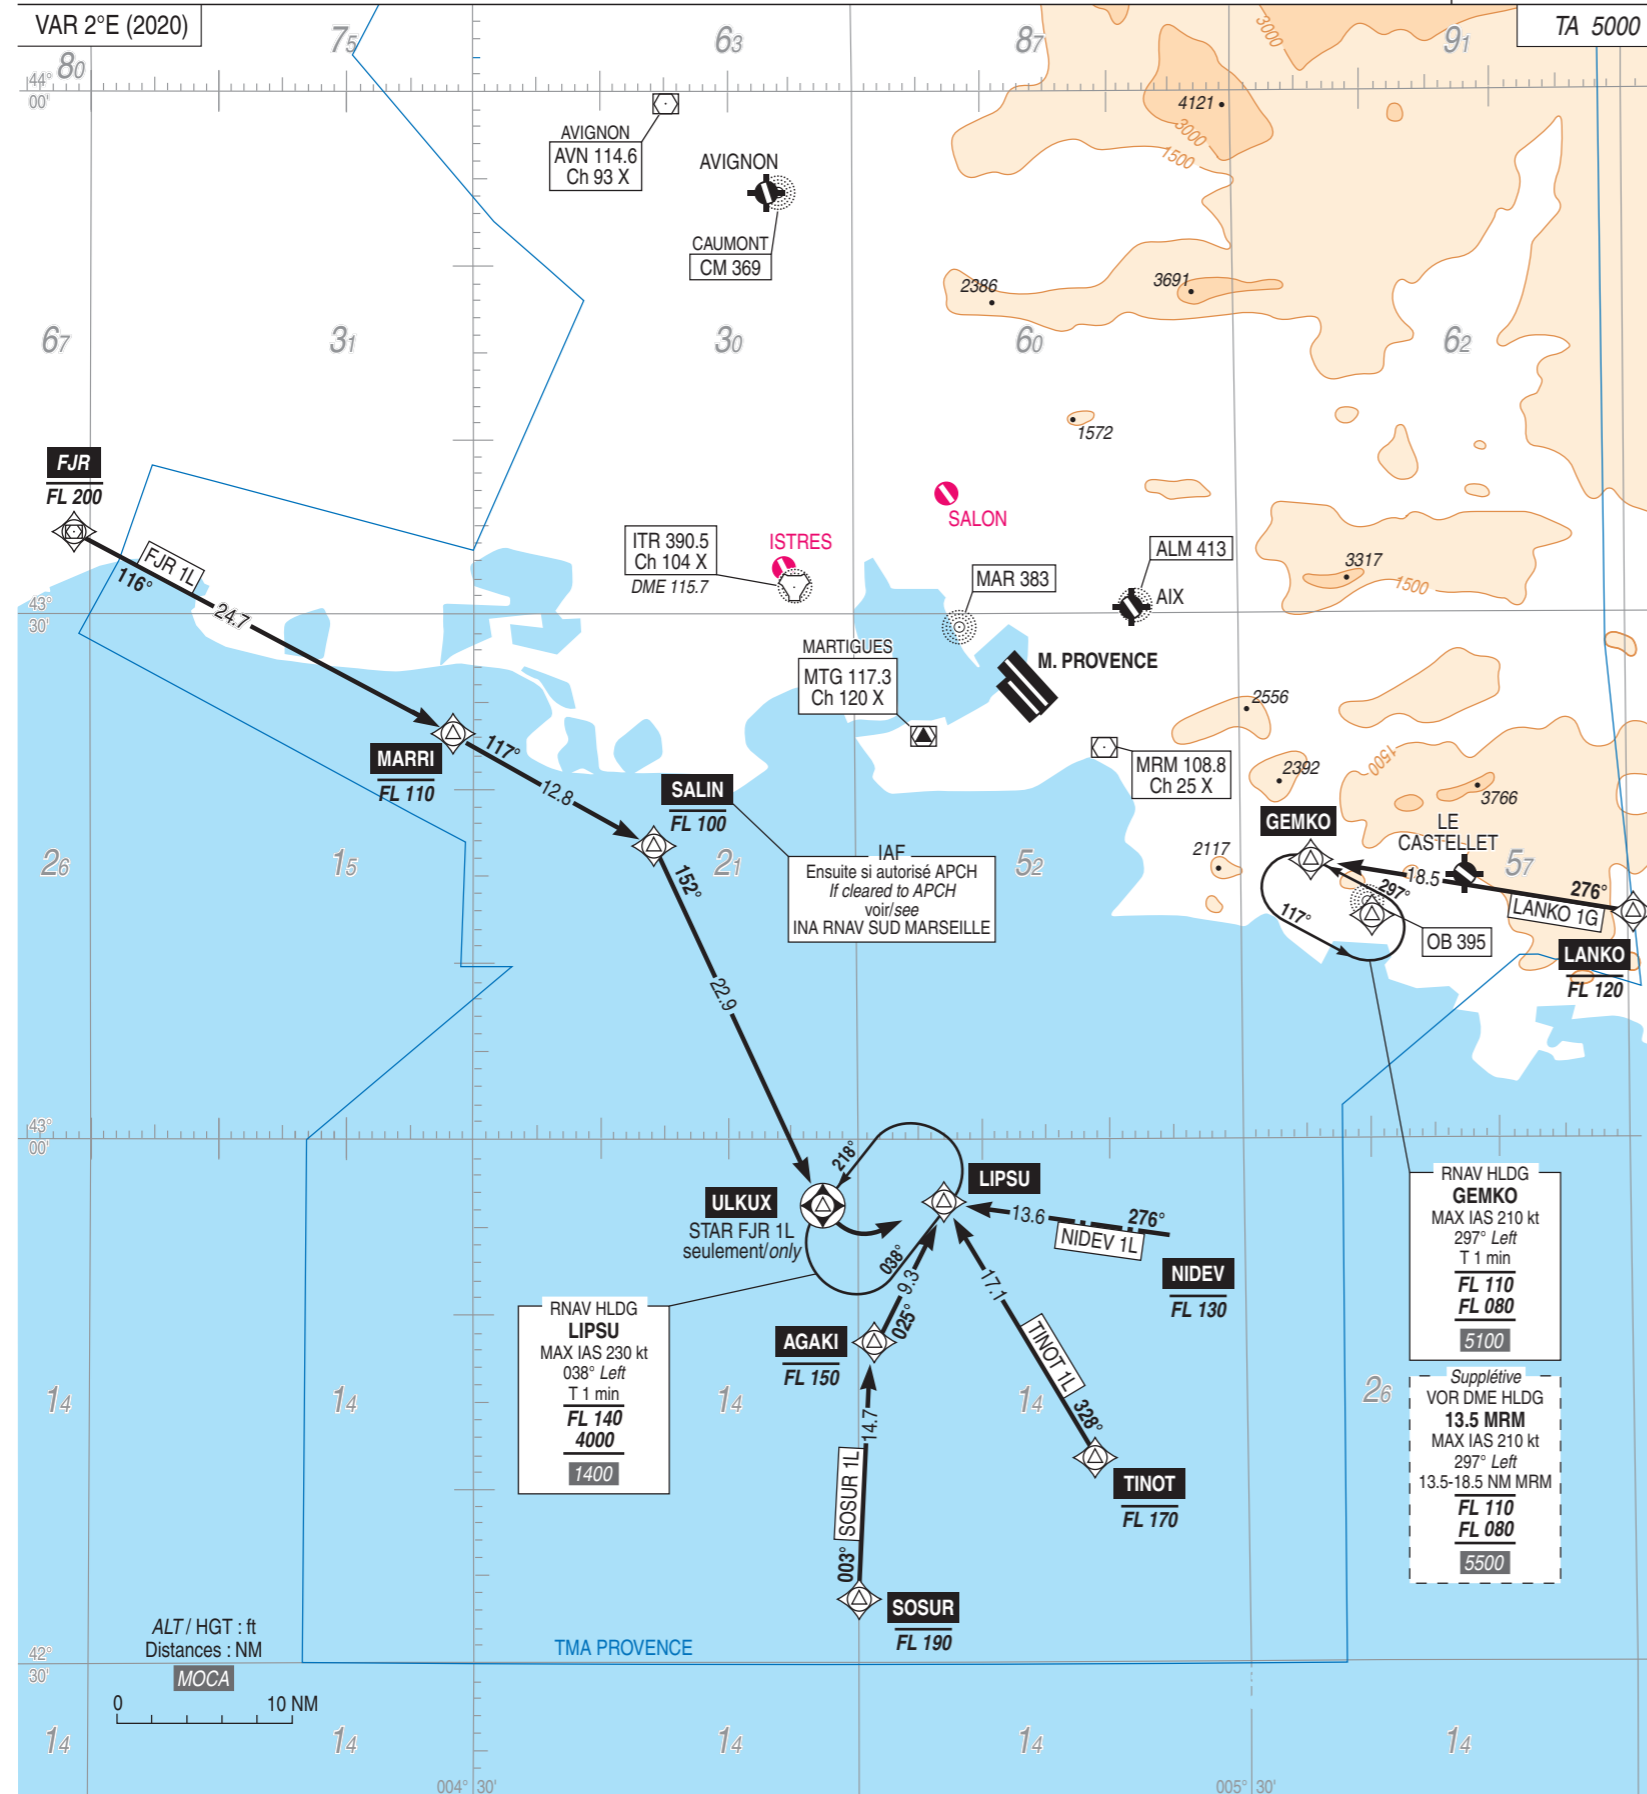 VAR 2°E (2020)
TA 5000
80
75
63
87
91
44°
00'
3000
4121
3000
1500
AVIGNON
AVN 114.6
Ch 93 X
AVIGNON
CAUMONT
CM 369
2386
3691
67
31
30
60
62
1572
FJR
FL 200
SALON
ITR 390.5
Ch 104 X
DME 115.7
ISTRES
ALM 413
AIX
MAR 383
3317
1500
FJR 1L
116°
24.7
43°
30'
MARTIGUES
MTG 117.3
Ch 120 X
M. PROVENCE
2556
MRM 108.8
Ch 25 X
2392
1500
3766
MARRI
FL 110
117°
12.8
SALIN
FL 100
GEMKO
LE
CASTELLET
26
15
21
52
57
2117
IAF
Ensuite si autorisé APCH
If cleared to APCH
voir/see
INA RNAV SUD MARSEILLE
152°
18.5
276°
297°
117°
LANKO 1G
OB 395
LANKO
FL 120
22.9
43°
00'
218°
ULKUX
STAR FJR 1L
seulement/only
LIPSU
13.6
276°
NIDEV 1L
NIDEV
FL 130
038°
9.3
025°
17.1
AGAKI
FL 150
TINOT 1L
328°
TINOT
FL 170
14.7
SOSUR 1L
003°
SOSUR
FL 190
RNAV HLDG
LIPSU
MAX IAS 230 kt
038° Left
T 1 min
FL 140
4000
1400
RNAV HLDG
GEMKO
MAX IAS 210 kt
297° Left
T 1 min
FL 110
FL 080
5100
Supplétive
VOR DME HLDG
13.5 MRM
MAX IAS 210 kt
297° Left
13.5-18.5 NM MRM
FL 110
FL 080
5500
14
14
14
14
26
ALT / HGT : ft
Distances : NM
MOCA
0
10 NM
TMA PROVENCE
42°
30'
14
14
14
14
14
004° 30'
005° 30'